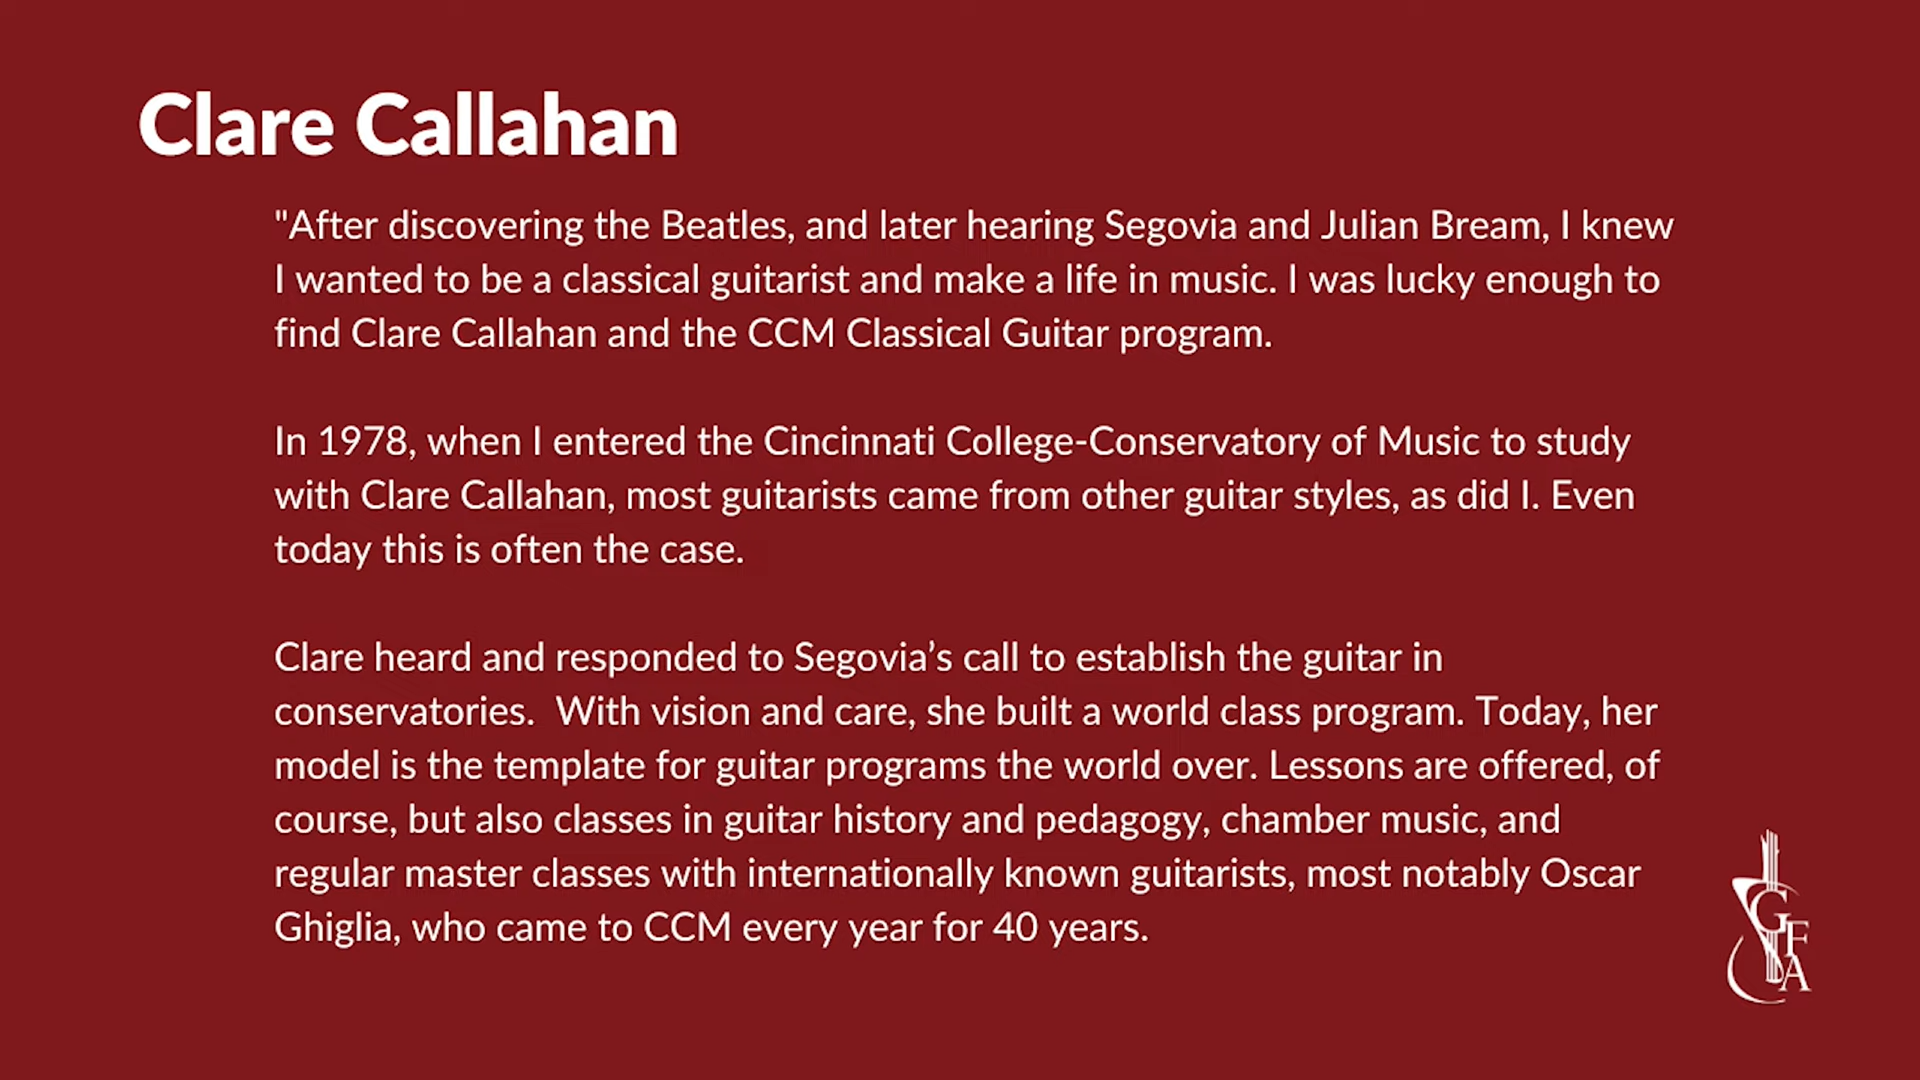 Clare Callahan
"After discovering the Beatles, and later hearing Segovia and Julian Bream, I knew
I wanted to be a classical guitarist and make a life in music. I was lucky enough to
find Clare Callahan and the CCM Classical Guitar program.
In 1978, when I entered the Cincinnati College-Conservatory of Music to study
with Clare Callahan, most guitarists came from other guitar styles, as did I. Even
today this is often the case.
Clare heard and responded to Segovia’s call to establish the guitar in
conservatories.  With vision and care, she built a world class program. Today, her
model is the template for guitar programs the world over. Lessons are offered, of
course, but also classes in guitar history and pedagogy, chamber music, and
regular master classes with internationally known guitarists, most notably Oscar
Ghiglia, who came to CCM every year for 40 years.
GFA